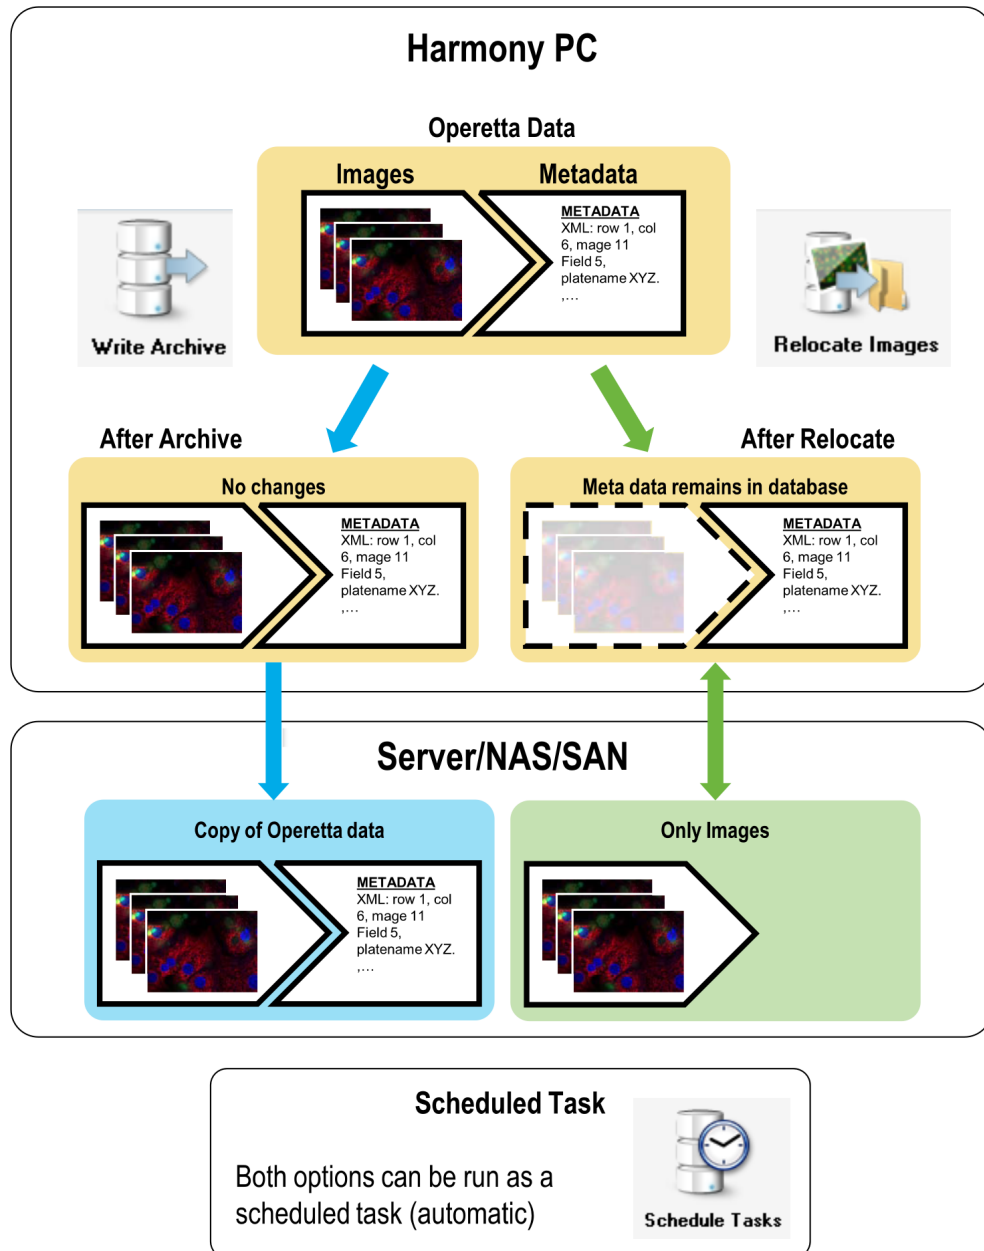 Harmony PC
Operetta Data
Images
Metadata
METADATA
XML: row 1, col
6, mage 11
Field 5,
platename XYZ.
,...
Write Archive
Relocate Images
After Archive
After Relocate
No changes
METADATA
XML: row 1, col
6, mage 11
Field 5,
platename XYZ.
,...
Meta data remains in database
METADATA
XML: row 1, col
6, mage 11
Field 5,
platename XYZ.
,...
Server/NAS/SAN
Copy of Operetta data
METADATA
XML: row 1, col
6, mage 11
Field 5,
platename XYZ.
,...
Only Images
Scheduled Task
Both options can be run as a
scheduled task (automatic)
Schedule Tasks